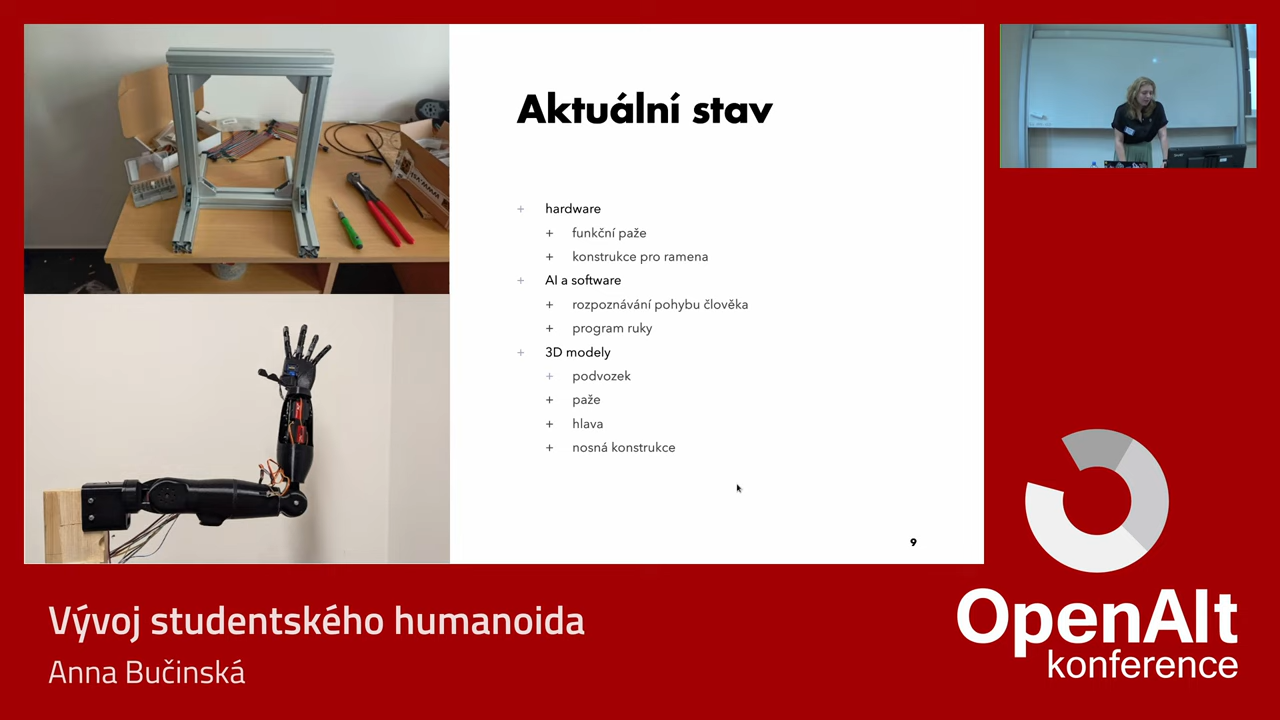 Aktuální stav
+ hardware
+ funkční paže
+ konstrukce pro ramena
+ AI a software
+ rozpoznávání pohybu člověka
+ program ruky
+ 3D modely
+ podvozek
+ paže
+ hlava
+ nosná konstrukce
9
Vývoj studentského humanoida
Anna Bučinská
OpenAlt
konference